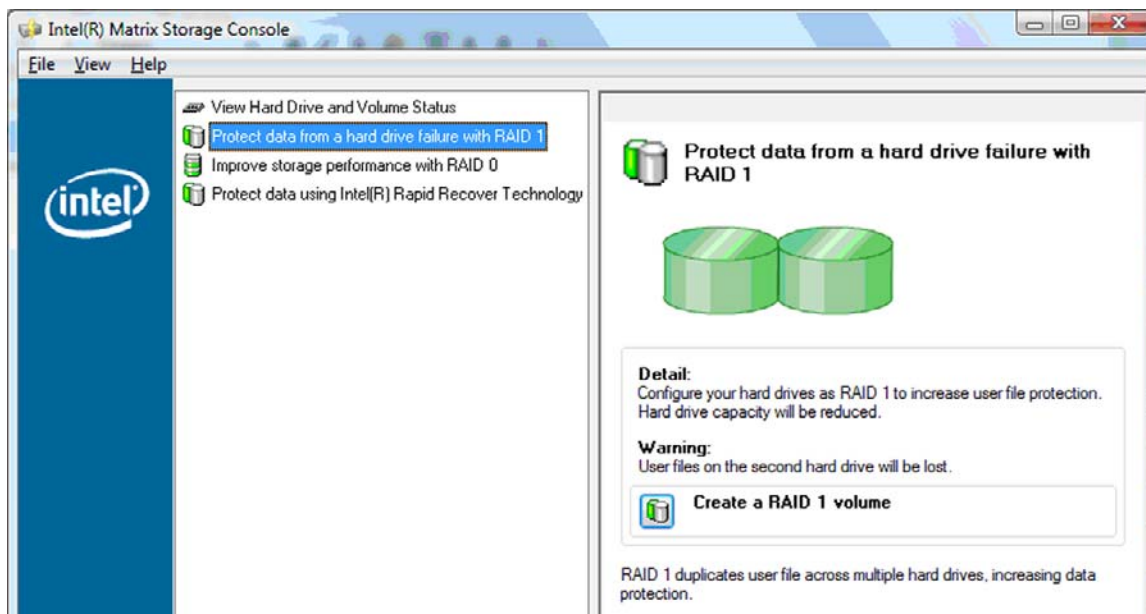 Intel(R) Matrix Storage Console
File View Help
intel
View Hard Drive and Volume Status
Protect data from a hard drive failure with RAID 1
Improve storage performance with RAID 0
Protect data using Intel(R) Rapid Recover Technology
Protect data from a hard drive failure with
RAID 1
Detail:
Configure your hard drives as RAID 1 to increase user file protection.
Hard drive capacity will be reduced.
Warning:
User files on the second hard drive will be lost.
Create a RAID 1 volume
RAID 1 duplicates user file across multiple hard drives, increasing data
protection.